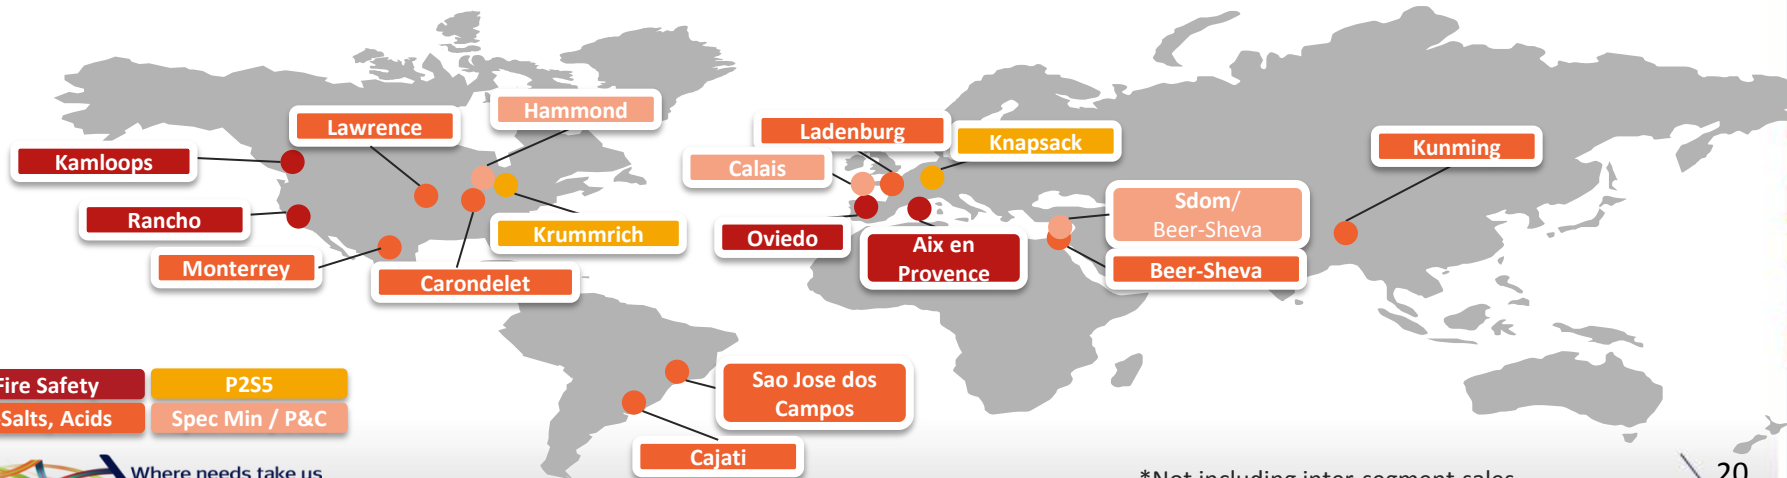 Hammond
Lawrence
Ladenburg
Knapsack
Kunming
Kamloops
Calais
Rancho
Sdom/
Beer-Sheva
Krummrich
Oviedo
Aix en
Provence
Monterrey
Beer-Sheva
Carondelet
Fire Safety
P2S5
Sao Jose dos
Campos
Salts, Acids
Spec Min / P&C
Cajati
Where needs take us
*Not including inter-segment sales
20